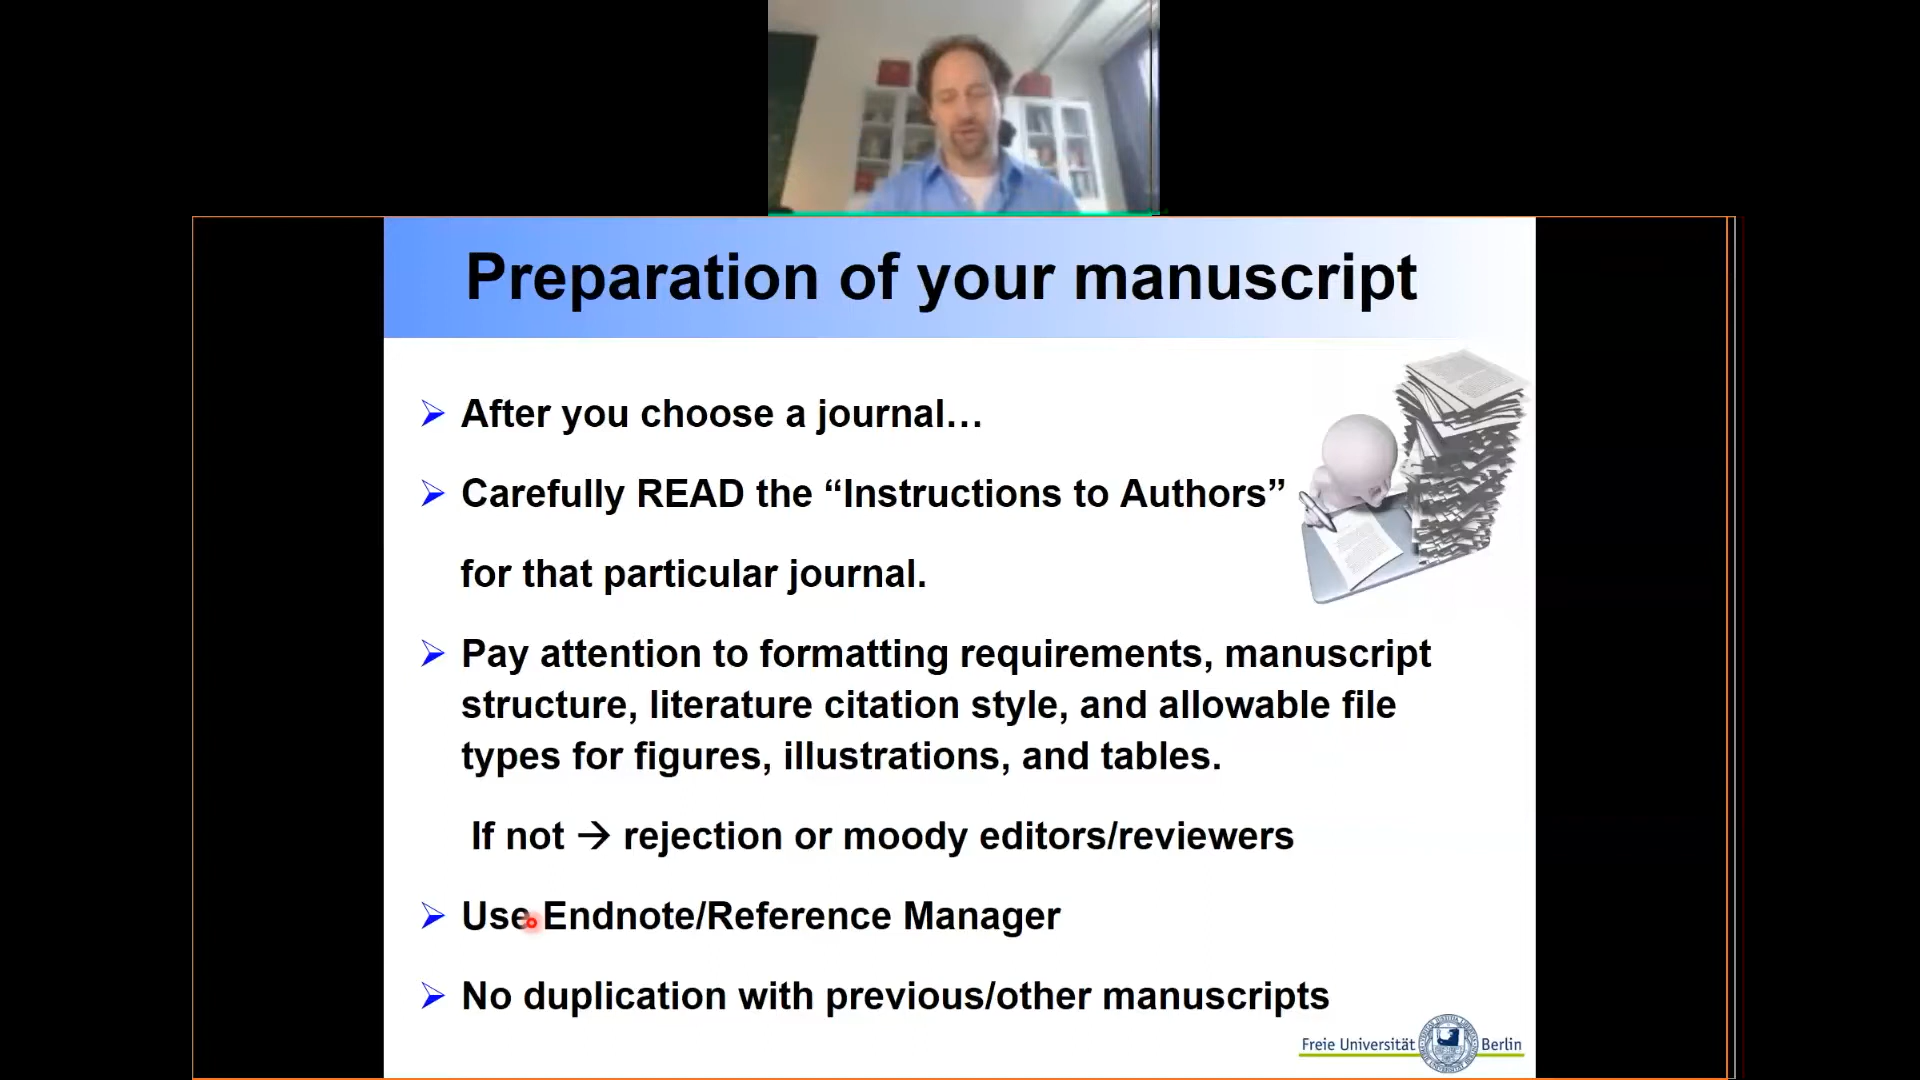 Preparation of your manuscript
After you choose a journal…
Carefully READ the “Instructions to Authors”
for that particular journal.
Pay attention to formatting requirements, manuscript
structure, literature citation style, and allowable file
types for figures, illustrations, and tables.
If not → rejection or moody editors/reviewers
Use Endnote/Reference Manager
No duplication with previous/other manuscripts
Freie Universität Berlin